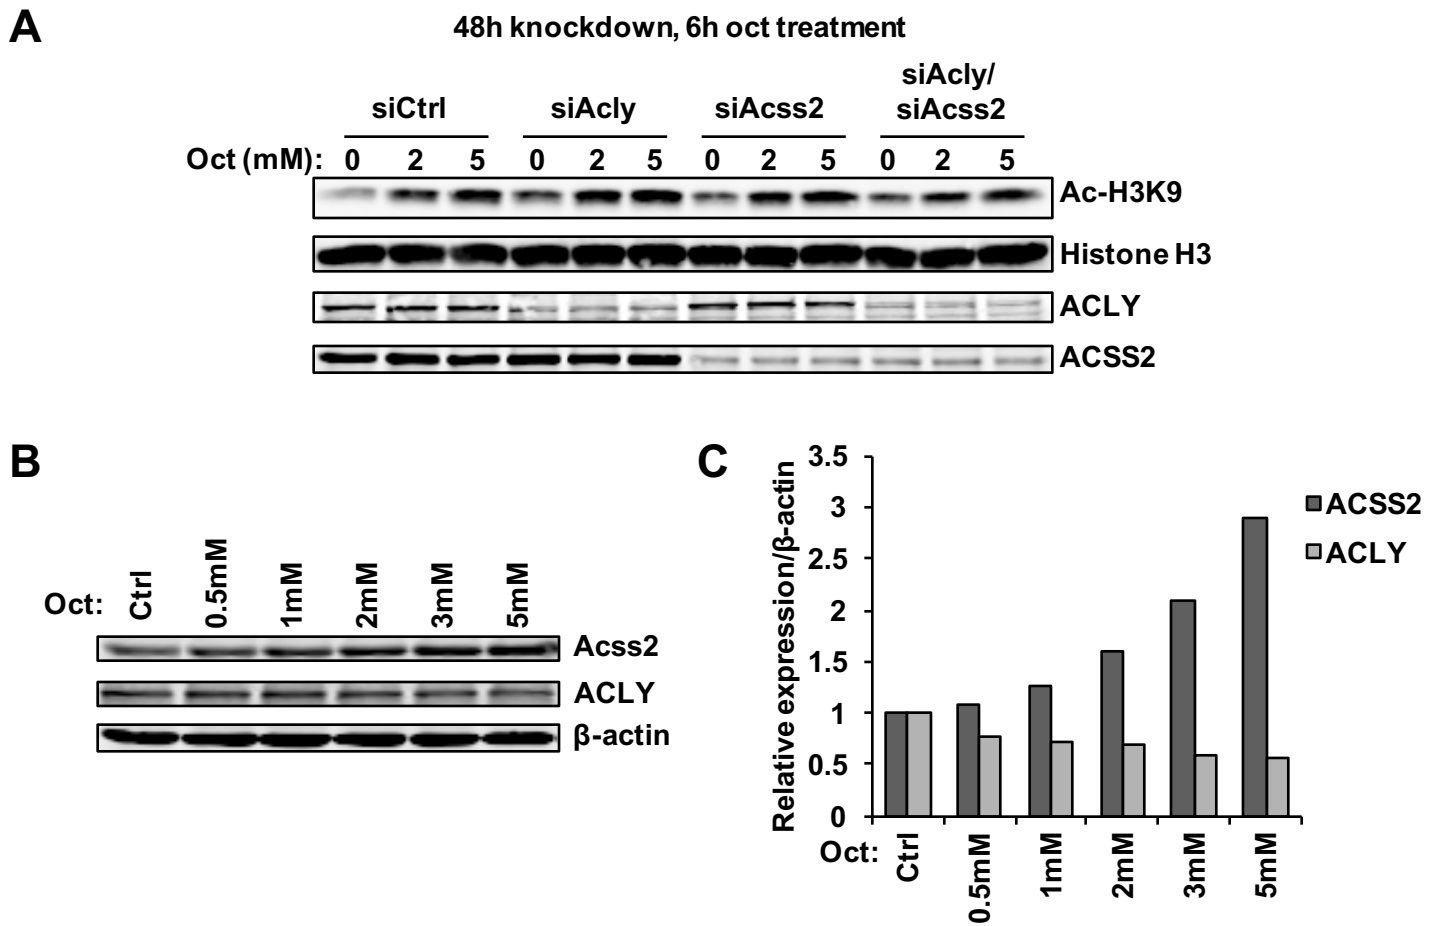 A
48h knockdown, 6h oct treatment
siCtrl siAcly siAcss2 siAcly/
siAcss2
Oct (mM): 0 2 5 0 2 5 0 2 5 0 2 5
Ac-H3K9
Histone H3
ACLY
ACSS2
B
Oct: Ctrl 0.5mM 1mM 2mM 3mM 5mM
Acss2
ACLY
β-actin
C
Relative expression/β-actin
3.5
3
2.5
2
1.5
1
0.5
0
ACSS2
ACLY
Oct: Ctrl 0.5mM 1mM 2mM 3mM 5mM